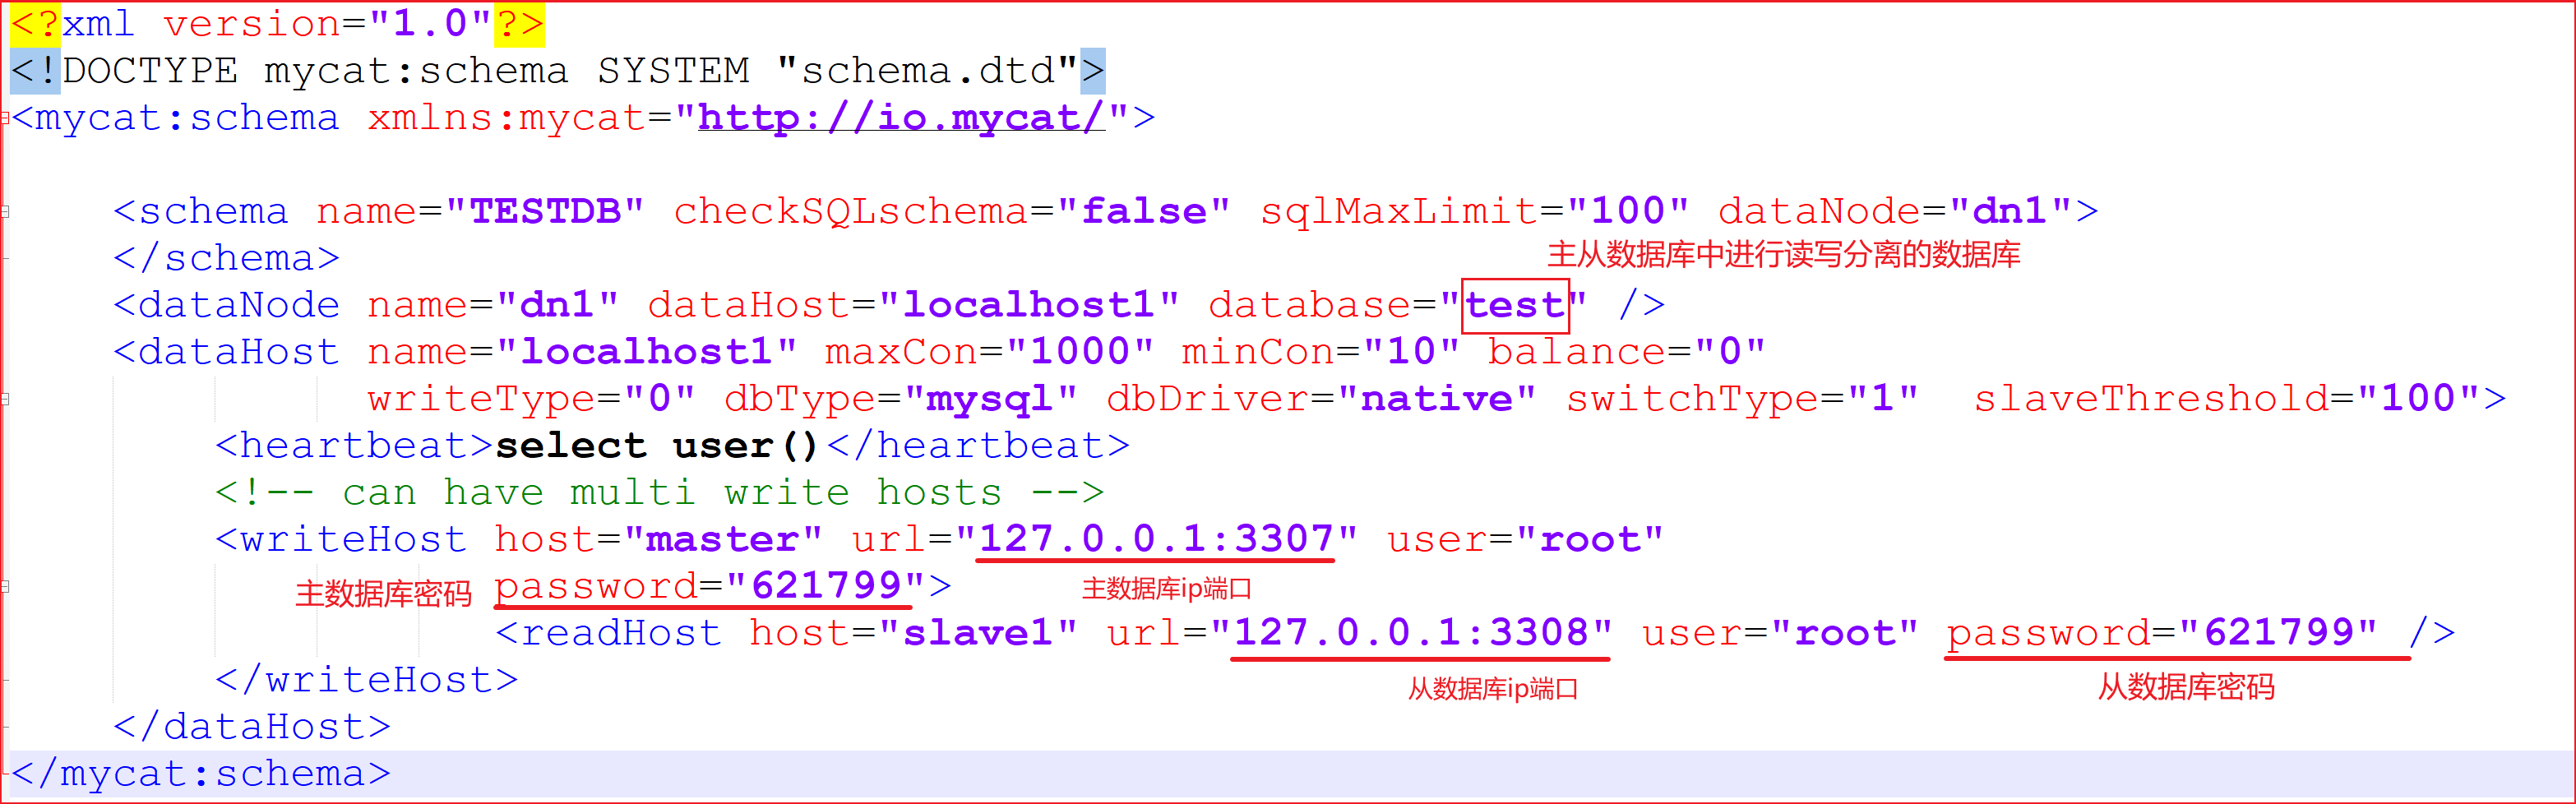 <?xml version="1.0"?>
<!DOCTYPE mycat:schema SYSTEM "schema.dtd">
<mycat:schema xmlns:mycat="http://io.mycat/">
<schema name="TESTDB" checkSQLschema="false" sqlMaxLimit="100" dataNode="dn1">
</schema>
主从数据库中进行读写分离的数据库
<dataNode name="dn1" dataHost="localhost1" database="test" />
<dataHost name="localhost1" maxCon="1000" minCon="10" balance="0"
writeType="0" dbType="mysql" dbDriver="native" switchType="1"  slaveThreshold="100">
<heartbeat>select user()</heartbeat>
<!-- can have multi write hosts -->
<writeHost host="master" url="127.0.0.1:3307" user="root"
主数据库密码
password="621799">
主数据库ip端口
<readHost host="slave1" url="127.0.0.1:3308" user="root" password="621799" />
</writeHost>
从数据库ip端口
从数据库密码
</dataHost>
</mycat:schema>